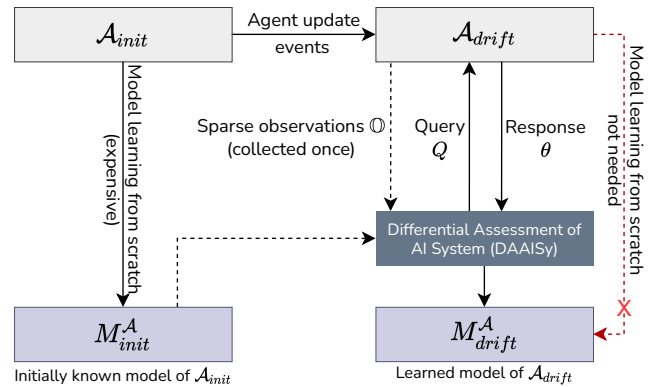 𝒜_init
Agent update
events
𝒜_drift
Model learning from scratch
(expensive)
Sparse observations 𝕆
(collected once)
Query
Q
Response
θ
Model learning from scratch
not needed
Differential Assessment of
AI System (DAAISy)
X
M^𝒜_init
M^𝒜_drift
Initially known model of 𝒜_init
Learned model of 𝒜_drift